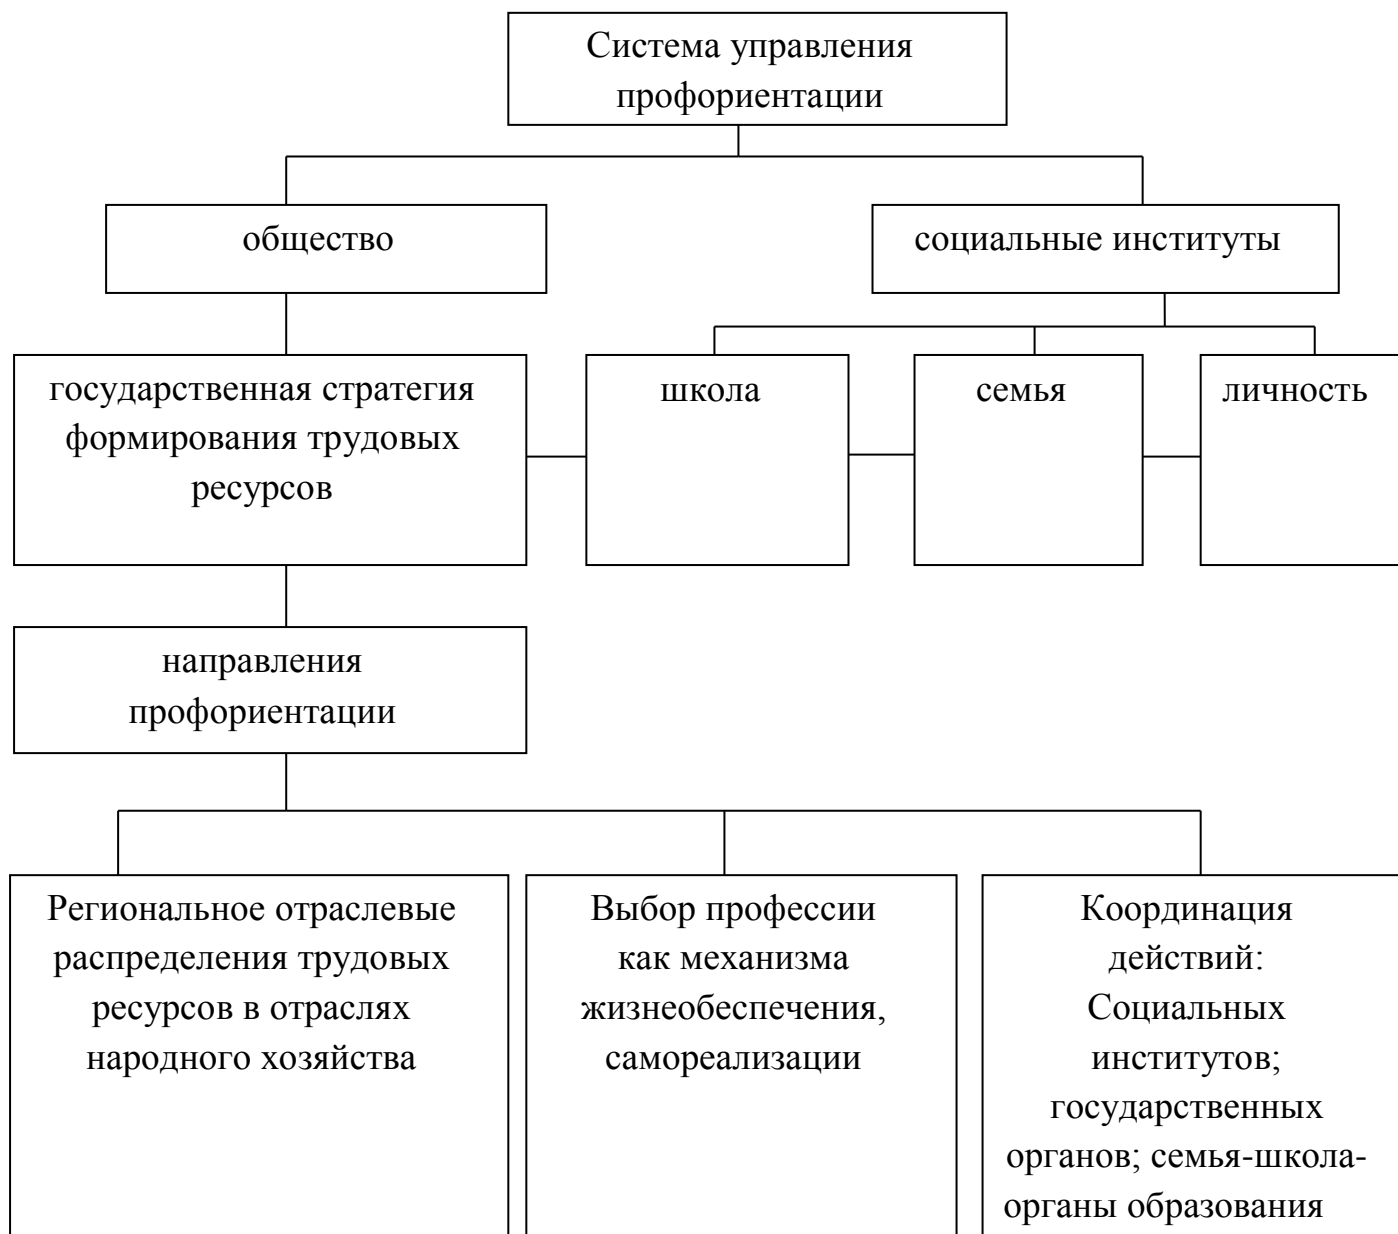 Система управления
профориентации
общество
социальные институты
государственная стратегия
формирования трудовых
ресурсов
школа
семья
личность
направления
профориентации
Региональное отраслевые
распределения трудовых
ресурсов в отраслях
народного хозяйства
Выбор профессии
как механизма
жизнеобеспечения,
самореализации
Координация
действий:
Социальных
институтов;
государственных
органов; семья-школа-
органы образования